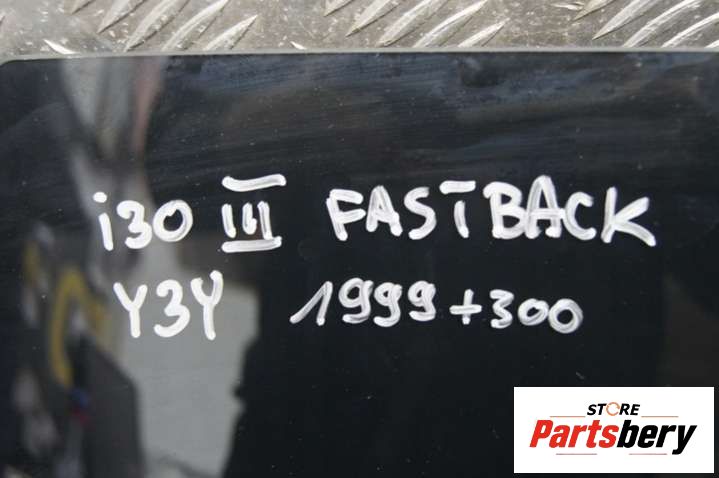 i30 III FASTBACK
Y3Y 1999+300
STORE
Partsbery